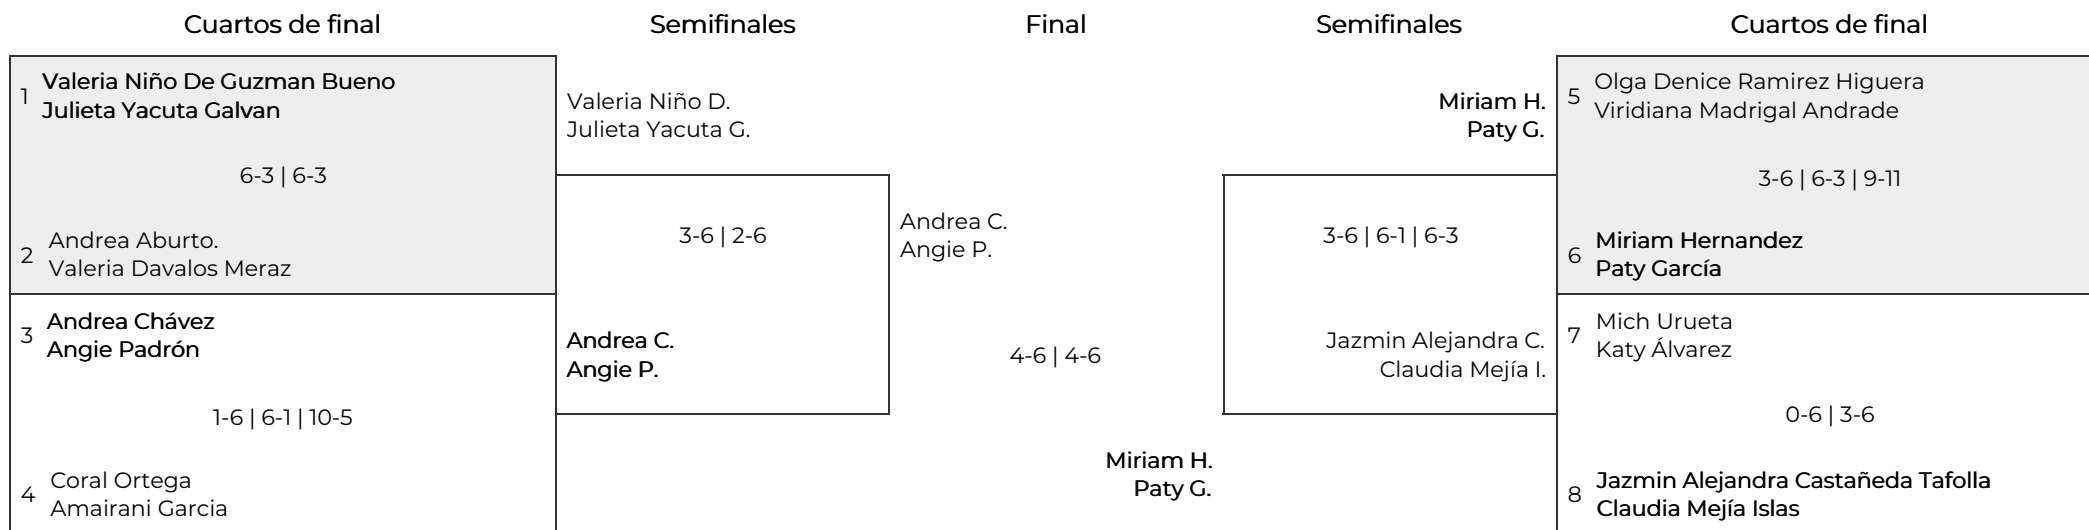 Cuartos de final
Semifinales
Final
Semifinales
Cuartos de final
1
Valeria Niño De Guzman Bueno
Julieta Yacuta Galvan
6-3 | 6-3
2
Andrea Aburto.
Valeria Davalos Meraz
3
Andrea Chávez
Angie Padrón
1-6 | 6-1 | 10-5
4
Coral Ortega
Amairani Garcia
Valeria Niño D.
Julieta Yacuta G.
3-6 | 2-6
Andrea C.
Angie P.
Andrea C.
Angie P.
4-6 | 4-6
Miriam H.
Paty G.
Miriam H.
Paty G.
3-6 | 6-1 | 6-3
Jazmin Alejandra C.
Claudia Mejía I.
5
Olga Denice Ramirez Higuera
Viridiana Madrigal Andrade
3-6 | 6-3 | 9-11
6
Miriam Hernandez
Paty García
7
Mich Urueta
Katy Álvarez
0-6 | 3-6
8
Jazmin Alejandra Castañeda Tafolla
Claudia Mejía Islas